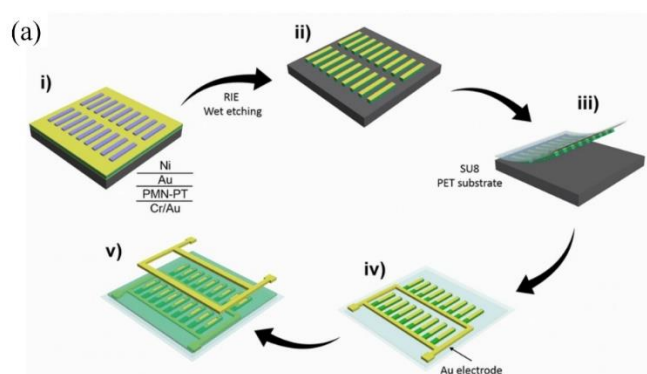 (a)
i)
Ni
Au
PMN-PT
Cr/Au
RIE
Wet etching
ii)
iii)
SU8
PET substrate
iv)
Au electrode
v)